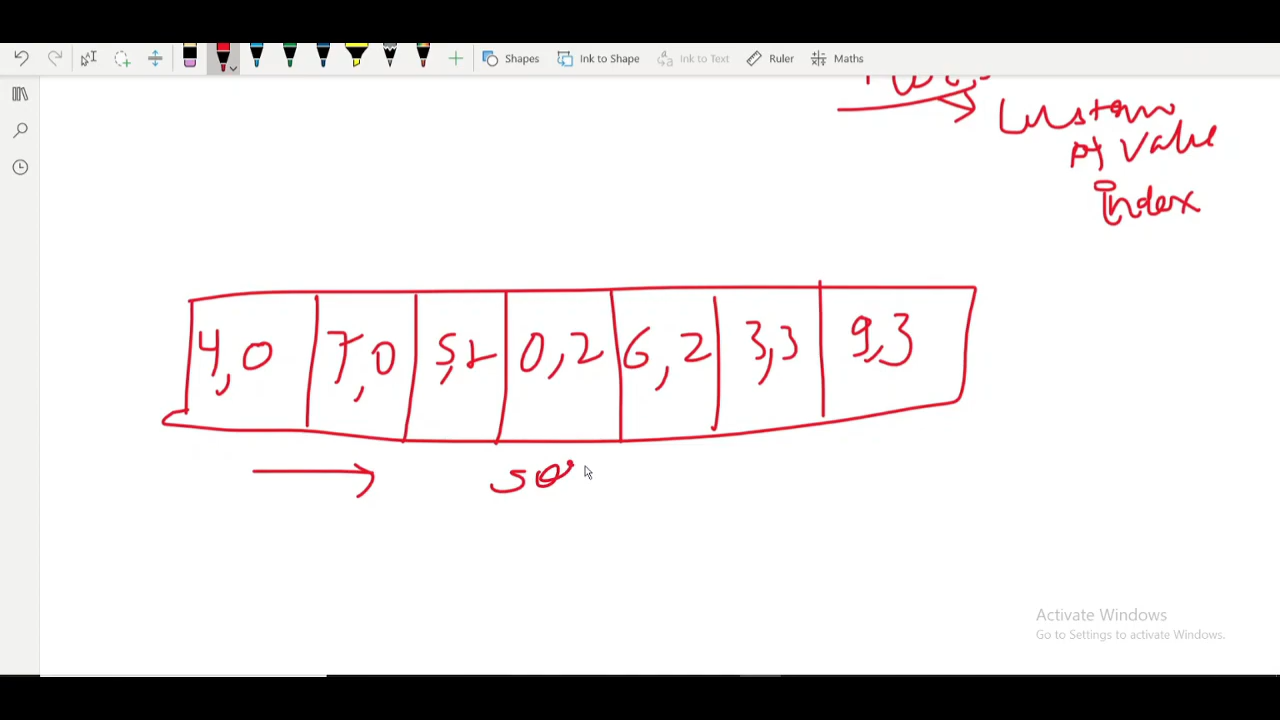 Shapes Ink to Shape Ink to Text Ruler Maths
Custom
of Value
Index
4,0 7,0 5,1 0,2 6,2 3,3 9,3
so
Activate Windows
Go to Settings to activate Windows.